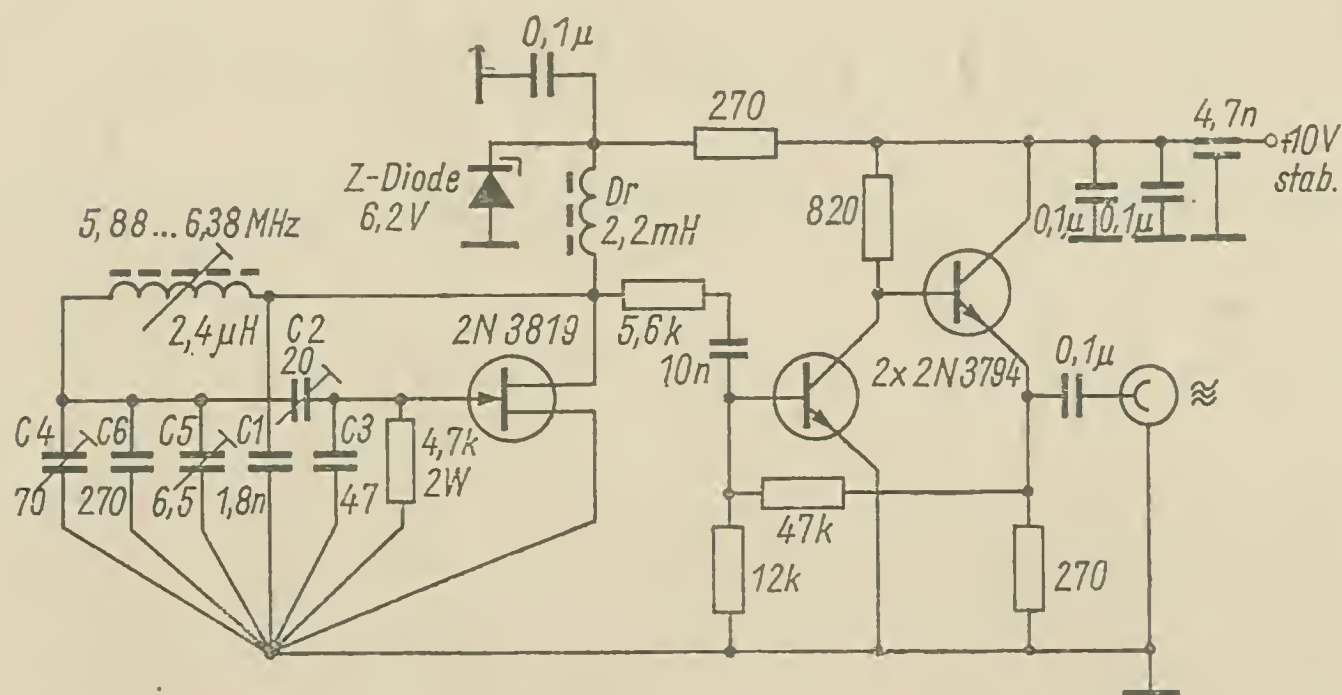 0,1µ
270
4,7n
+10V
stab.
Z-Diode
6,2V
Dr
2,2mH
820
0,1µ
0,1µ
5,88...6,38 MHz
2,4µH
C2
20
2N 3819
5,6k
10n
2x 2N3794
0,1µ
C4
C6
C5
C1
C3
4,7k
2W
70
270
6,5
1,8n
47
47k
12k
270